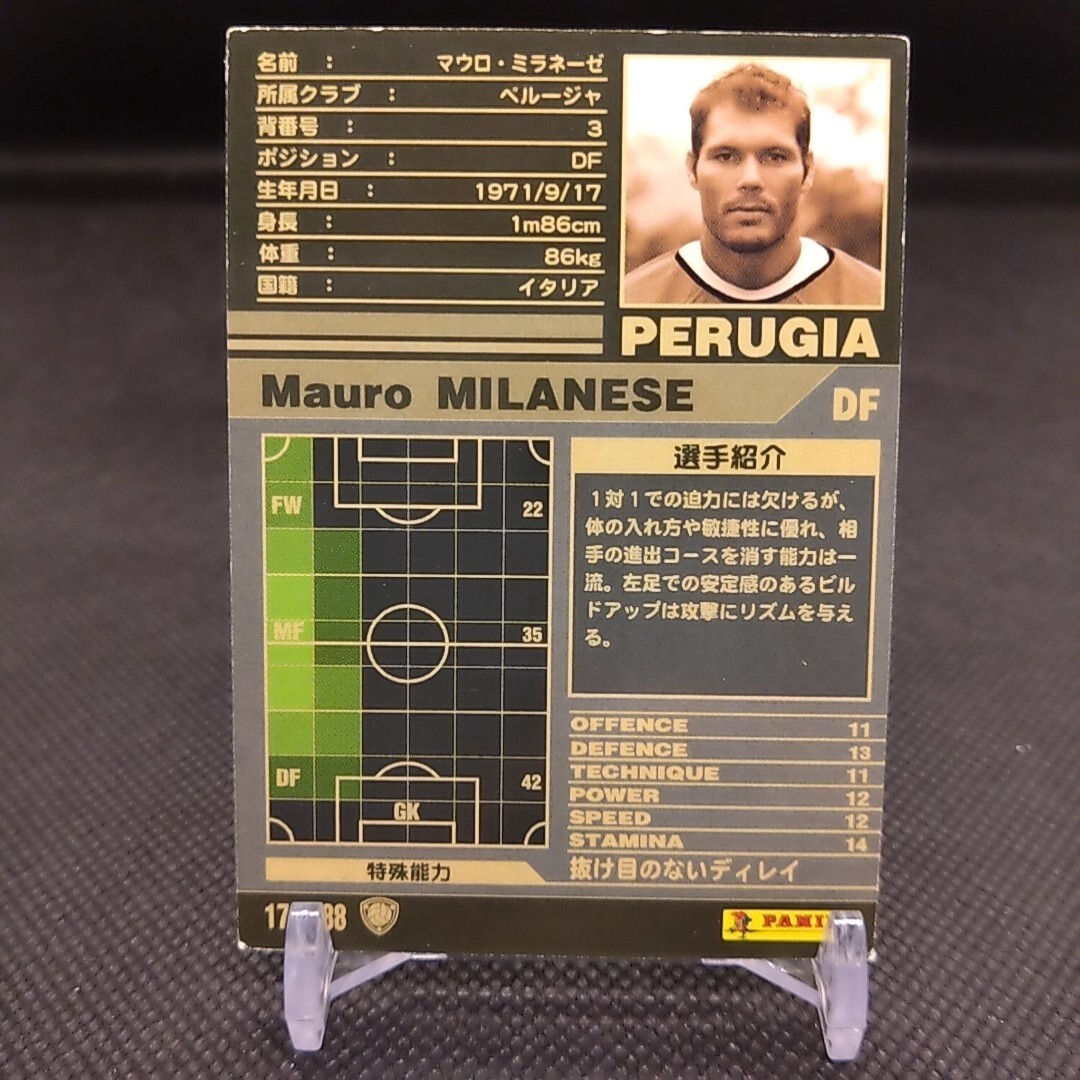 名前 : マウロ・ミラネーゼ
所属クラブ : ペルージャ
背番号 : 3
ポジション : DF
生年月日 : 1971/9/17
身長 : 1m86cm
体重 : 86kg
国籍 : イタリア
PERUGIA
Mauro MILANESE
DF
FW 22
MF 35
DF 42
GK
選手紹介
1対1での迫力には欠けるが、
体の入れ方や敏捷性に優れ、相
手の進出コースを消す能力は一
流。左足での安定感のあるビル
ドアップは攻撃にリズムを与え
る。
OFFENCE 11
DEFENCE 13
TECHNIQUE 11
POWER 12
SPEED 12
STAMINA 14
特殊能力 抜け目のないディレイ